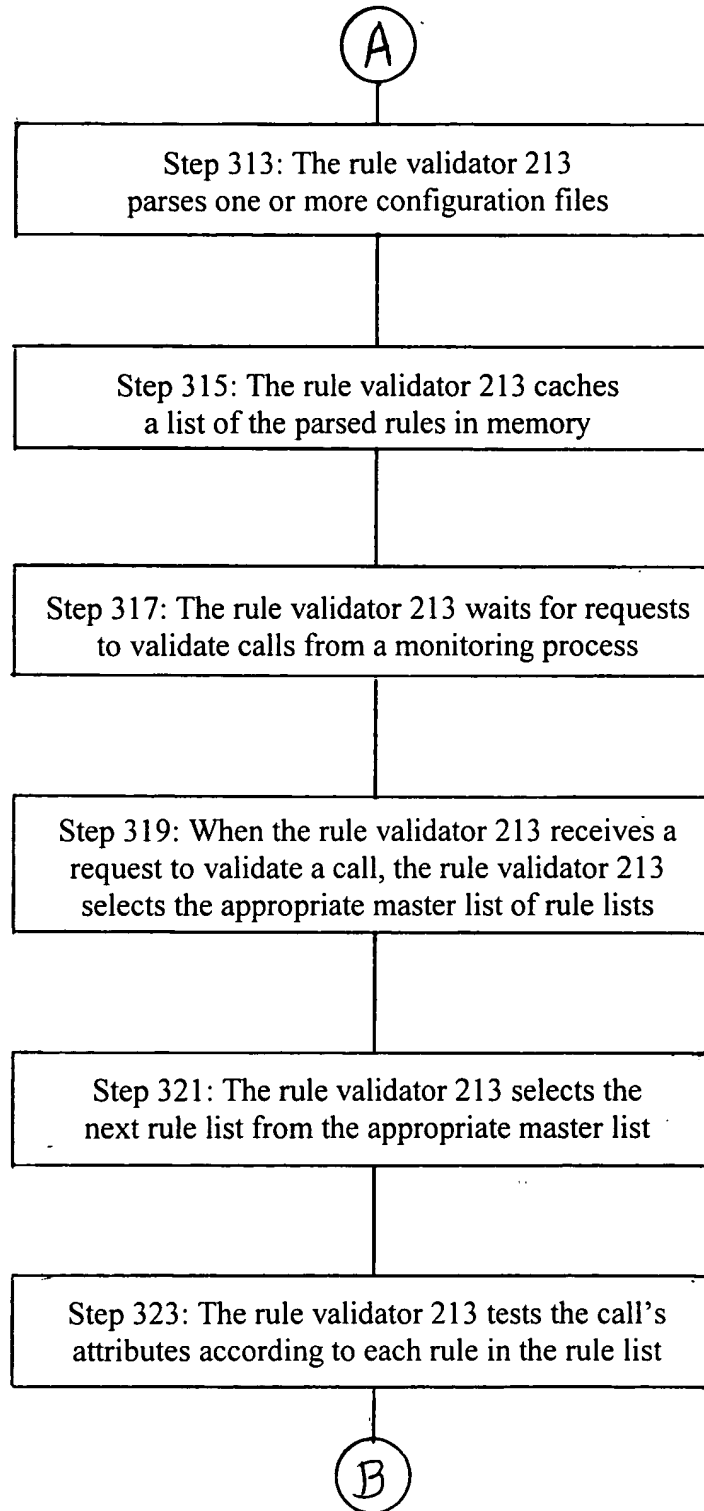 A
Step 313: The rule validator 213
parses one or more configuration files
Step 315: The rule validator 213 caches
a list of the parsed rules in memory
Step 317: The rule validator 213 waits for requests
to validate calls from a monitoring process
Step 319: When the rule validator 213 receives a
request to validate a call, the rule validator 213
selects the appropriate master list of rule lists
Step 321: The rule validator 213 selects the
next rule list from the appropriate master list
Step 323: The rule validator 213 tests the call's
attributes according to each rule in the rule list
B